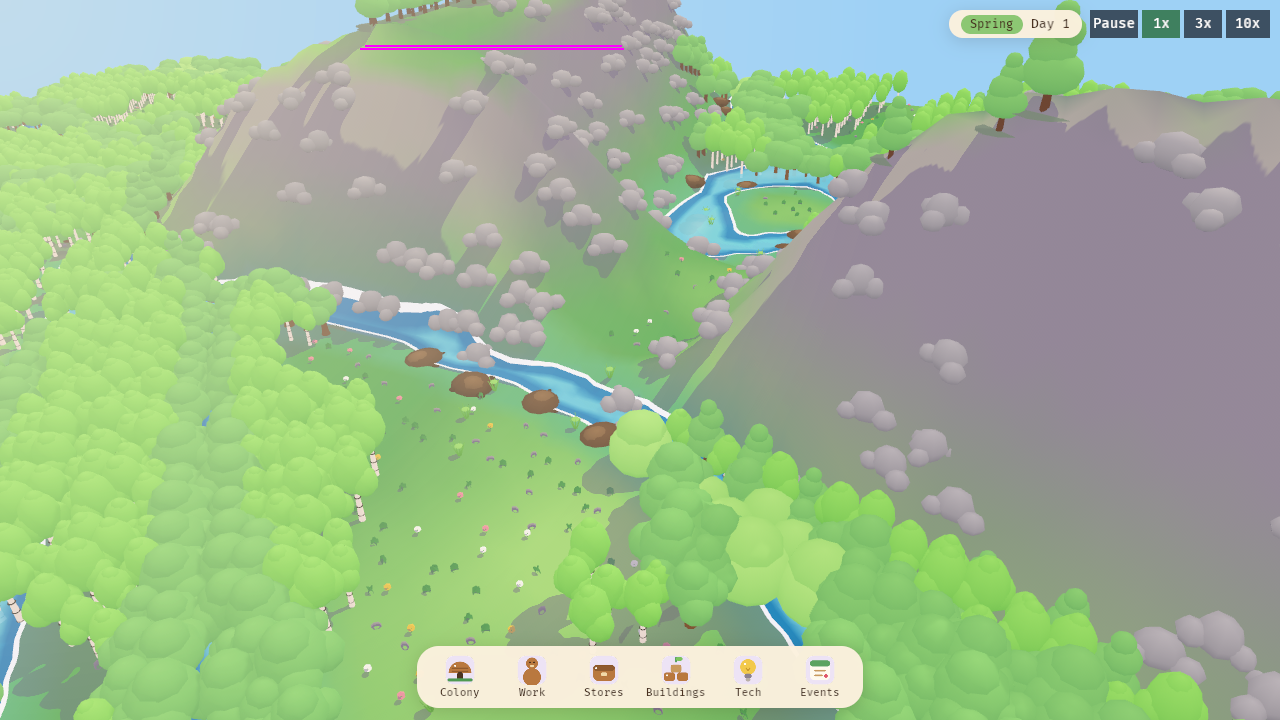 Spring Day 1 Pause 1x 3x 10x
Colony Work Stores Buildings Tech Events